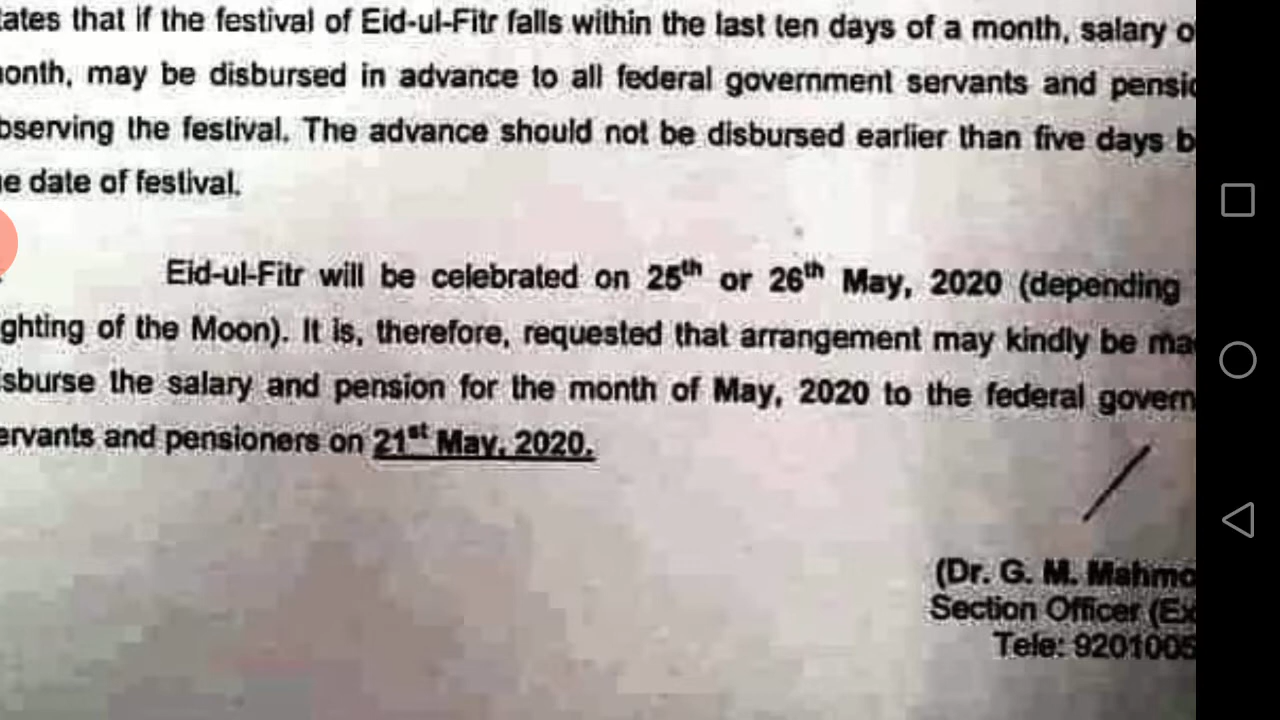 tates that if the festival of Eid-ul-Fitr falls within the last ten days of a month, salary o
onth, may be disbursed in advance to all federal government servants and pensio
bserving the festival. The advance should not be disbursed earlier than five days b
e date of festival.
Eid-ul-Fitr will be celebrated on 25th or 26th May, 2020 (depending
ghting of the Moon). It is, therefore, requested that arrangement may kindly be ma
sburse the salary and pension for the month of May, 2020 to the federal govern
ervants and pensioners on 21st May, 2020.
(Dr. G. M. Mahmo
Section Officer (Ex
Tele: 9201005